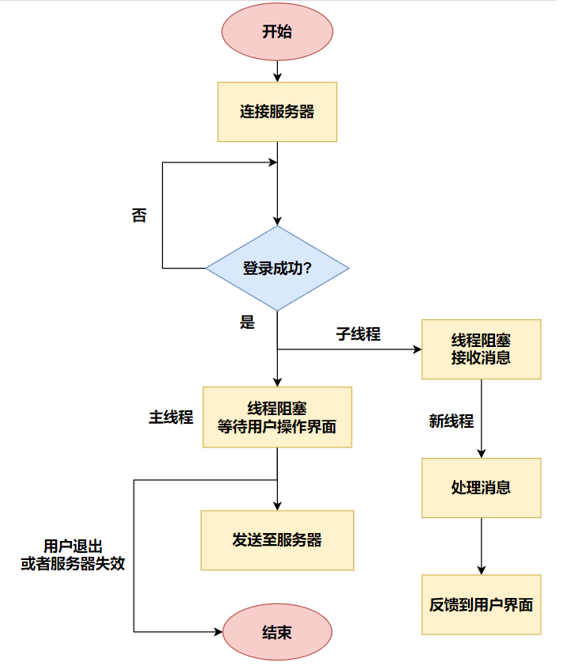 开始
连接服务器
否
登录成功?
是
子线程
线程阻塞
接收消息
主线程
线程阻塞
等待用户操作界面
新线程
处理消息
用户退出
或者服务器失效
发送至服务器
反馈到用户界面
结束